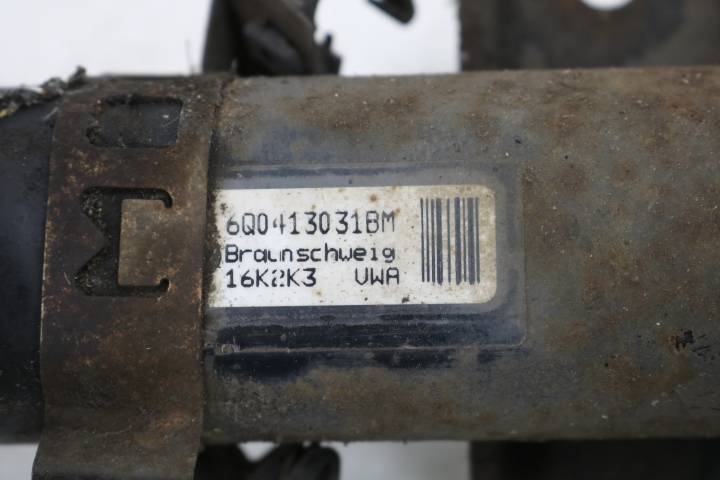 6Q0413031BM
Braunschweig
16K2K3 VWA